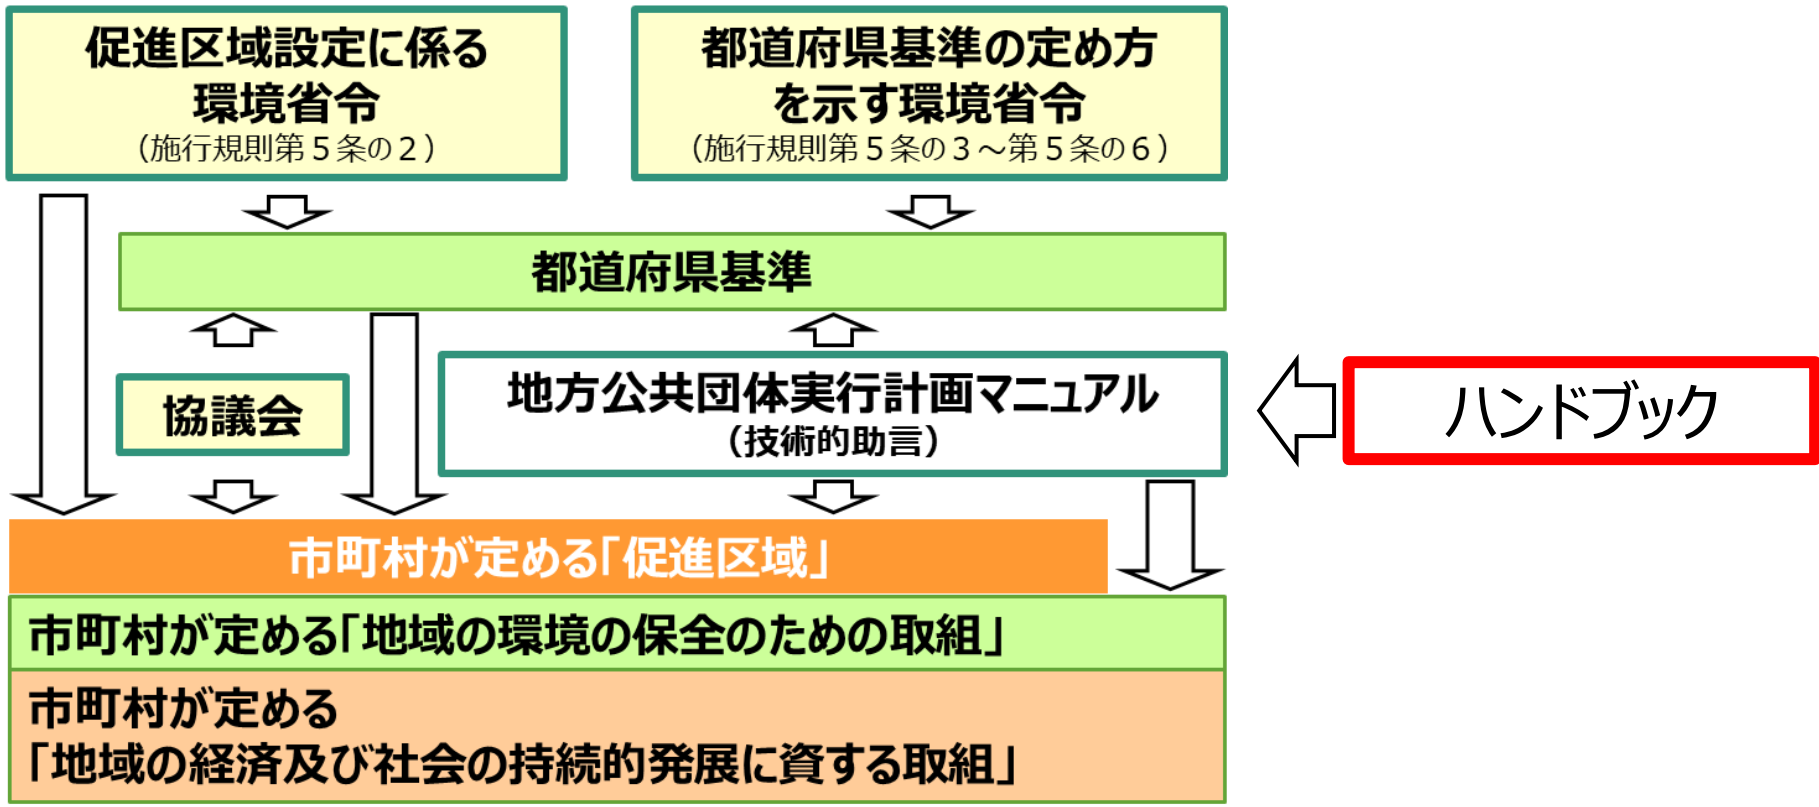 促進区域設定に係る
環境省令
（施行規則第５条の２）
都道府県基準の定め方
を示す環境省令
（施行規則第５条の３～第５条の６）
都道府県基準
協議会
地方公共団体実行計画マニュアル
（技術的助言）
ハンドブック
市町村が定める「促進区域」
市町村が定める「地域の環境の保全のための取組」
市町村が定める
「地域の経済及び社会の持続的発展に資する取組」